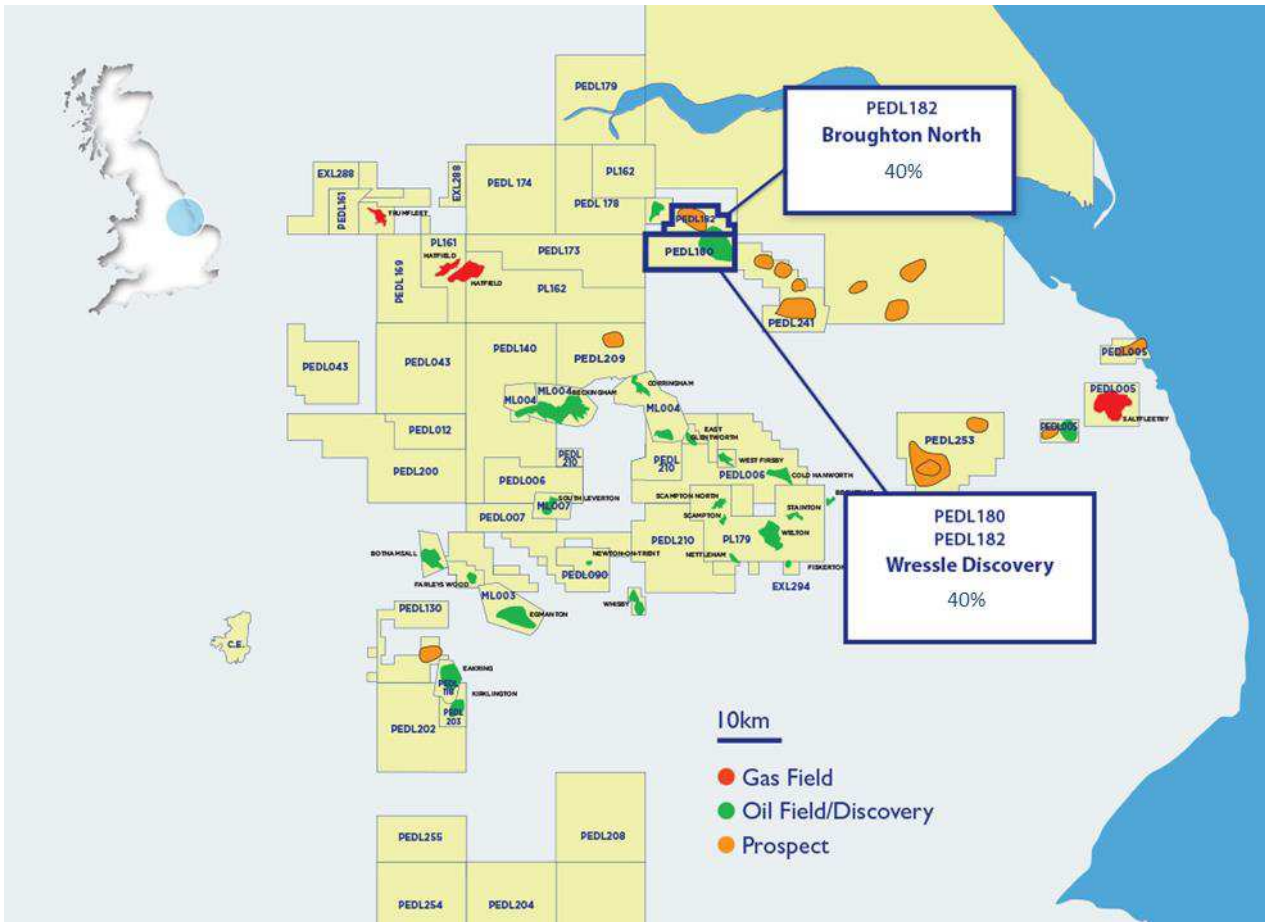 PEDL179
PEDL182
Broughton North
40%
EXL288
EXL288
PEDL161
TRUMFLEET
PEDL 174
PL162
PEDL 178
PEDL182
PEDL180
PL161
HATFIELD
HATFIELD
PEDL169
PEDL173
PL162
PEDL241
PEDL043
PEDL043
PEDL140
PEDL209
PEDL005
PEDL005
SALTFLEETBY
PEDL005
ML004
ML004
BECKINGHAM
CORRINGHAM
ML004
PEDL012
PEDL200
PEDL
210
EAST
GLENTWORTH
WEST FIRSBY
PEDL
210
PEDL006
COLD HANWORTH
PEDL253
PEDL006
SOUTH LEVERTON
ML007
PEDL007
SCAMPTON NORTH
SCAMPTON
STAINTON
PEDL210
PL179
WELTON
NETTLEHAM
FISKERTON
EXL294
PEDL180
PEDL182
Wressle Discovery
40%
BOTHAMSALL
FARLEYS WOOD
NEWTON-ON-TRENT
PEDL090
ML003
EGMANTON
WHISBY
PEDL130
C.E.
EAKRING
PEDL
118
KIRKLINGTON
PEDL
203
PEDL202
10km
Gas Field
Oil Field/Discovery
Prospect
PEDL255
PEDL208
PEDL254
PEDL204